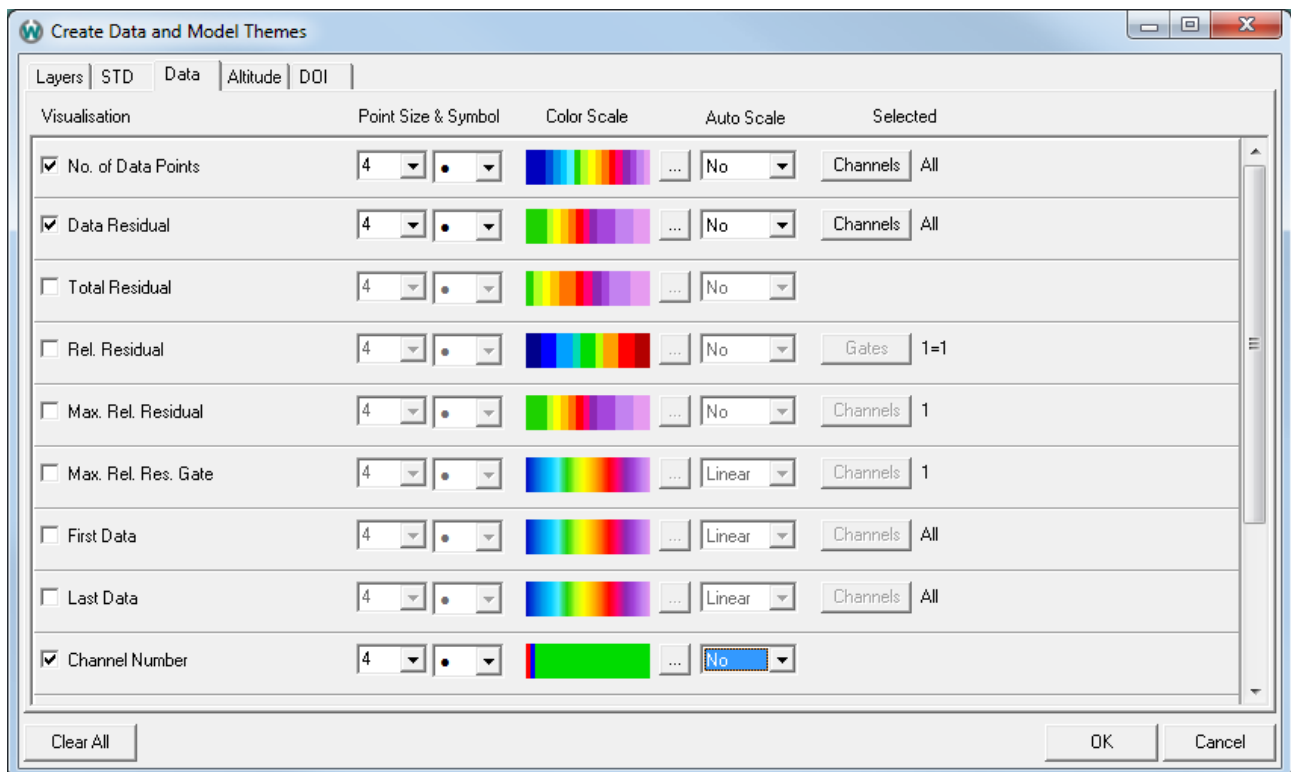 Create Data and Model Themes
Layers STD Data Altitude DOI
Visualisation Point Size & Symbol Color Scale Auto Scale Selected
No. of Data Points 4 ... No Channels All
Data Residual 4 ... No Channels All
Total Residual 4 ... No
Rel. Residual 4 ... No Gates 1=1
Max. Rel. Residual 4 ... No Channels 1
Max. Rel. Res. Gate 4 ... Linear Channels 1
First Data 4 ... Linear Channels All
Last Data 4 ... Linear Channels All
Channel Number 4 ... No
Clear All OK Cancel